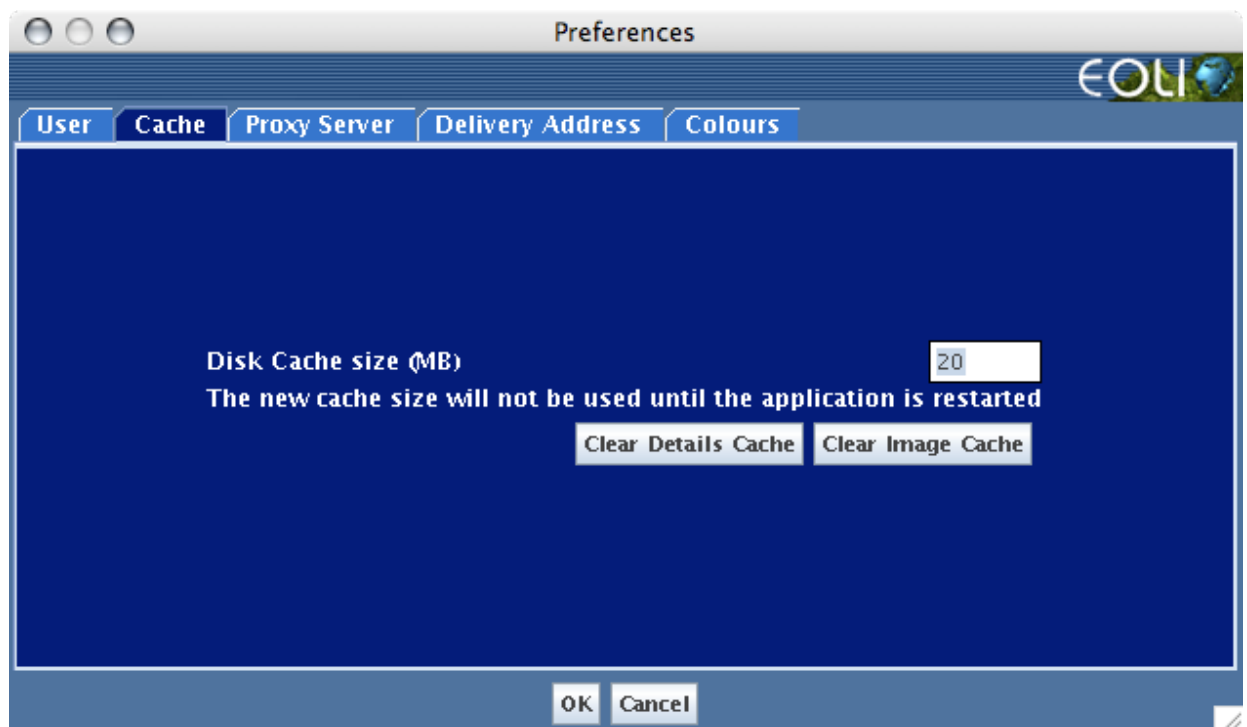 Preferences
EOLI
User Cache Proxy Server Delivery Address Colours
Disk Cache size (MB) 20
The new cache size will not be used until the application is restarted
Clear Details Cache Clear Image Cache
OK Cancel